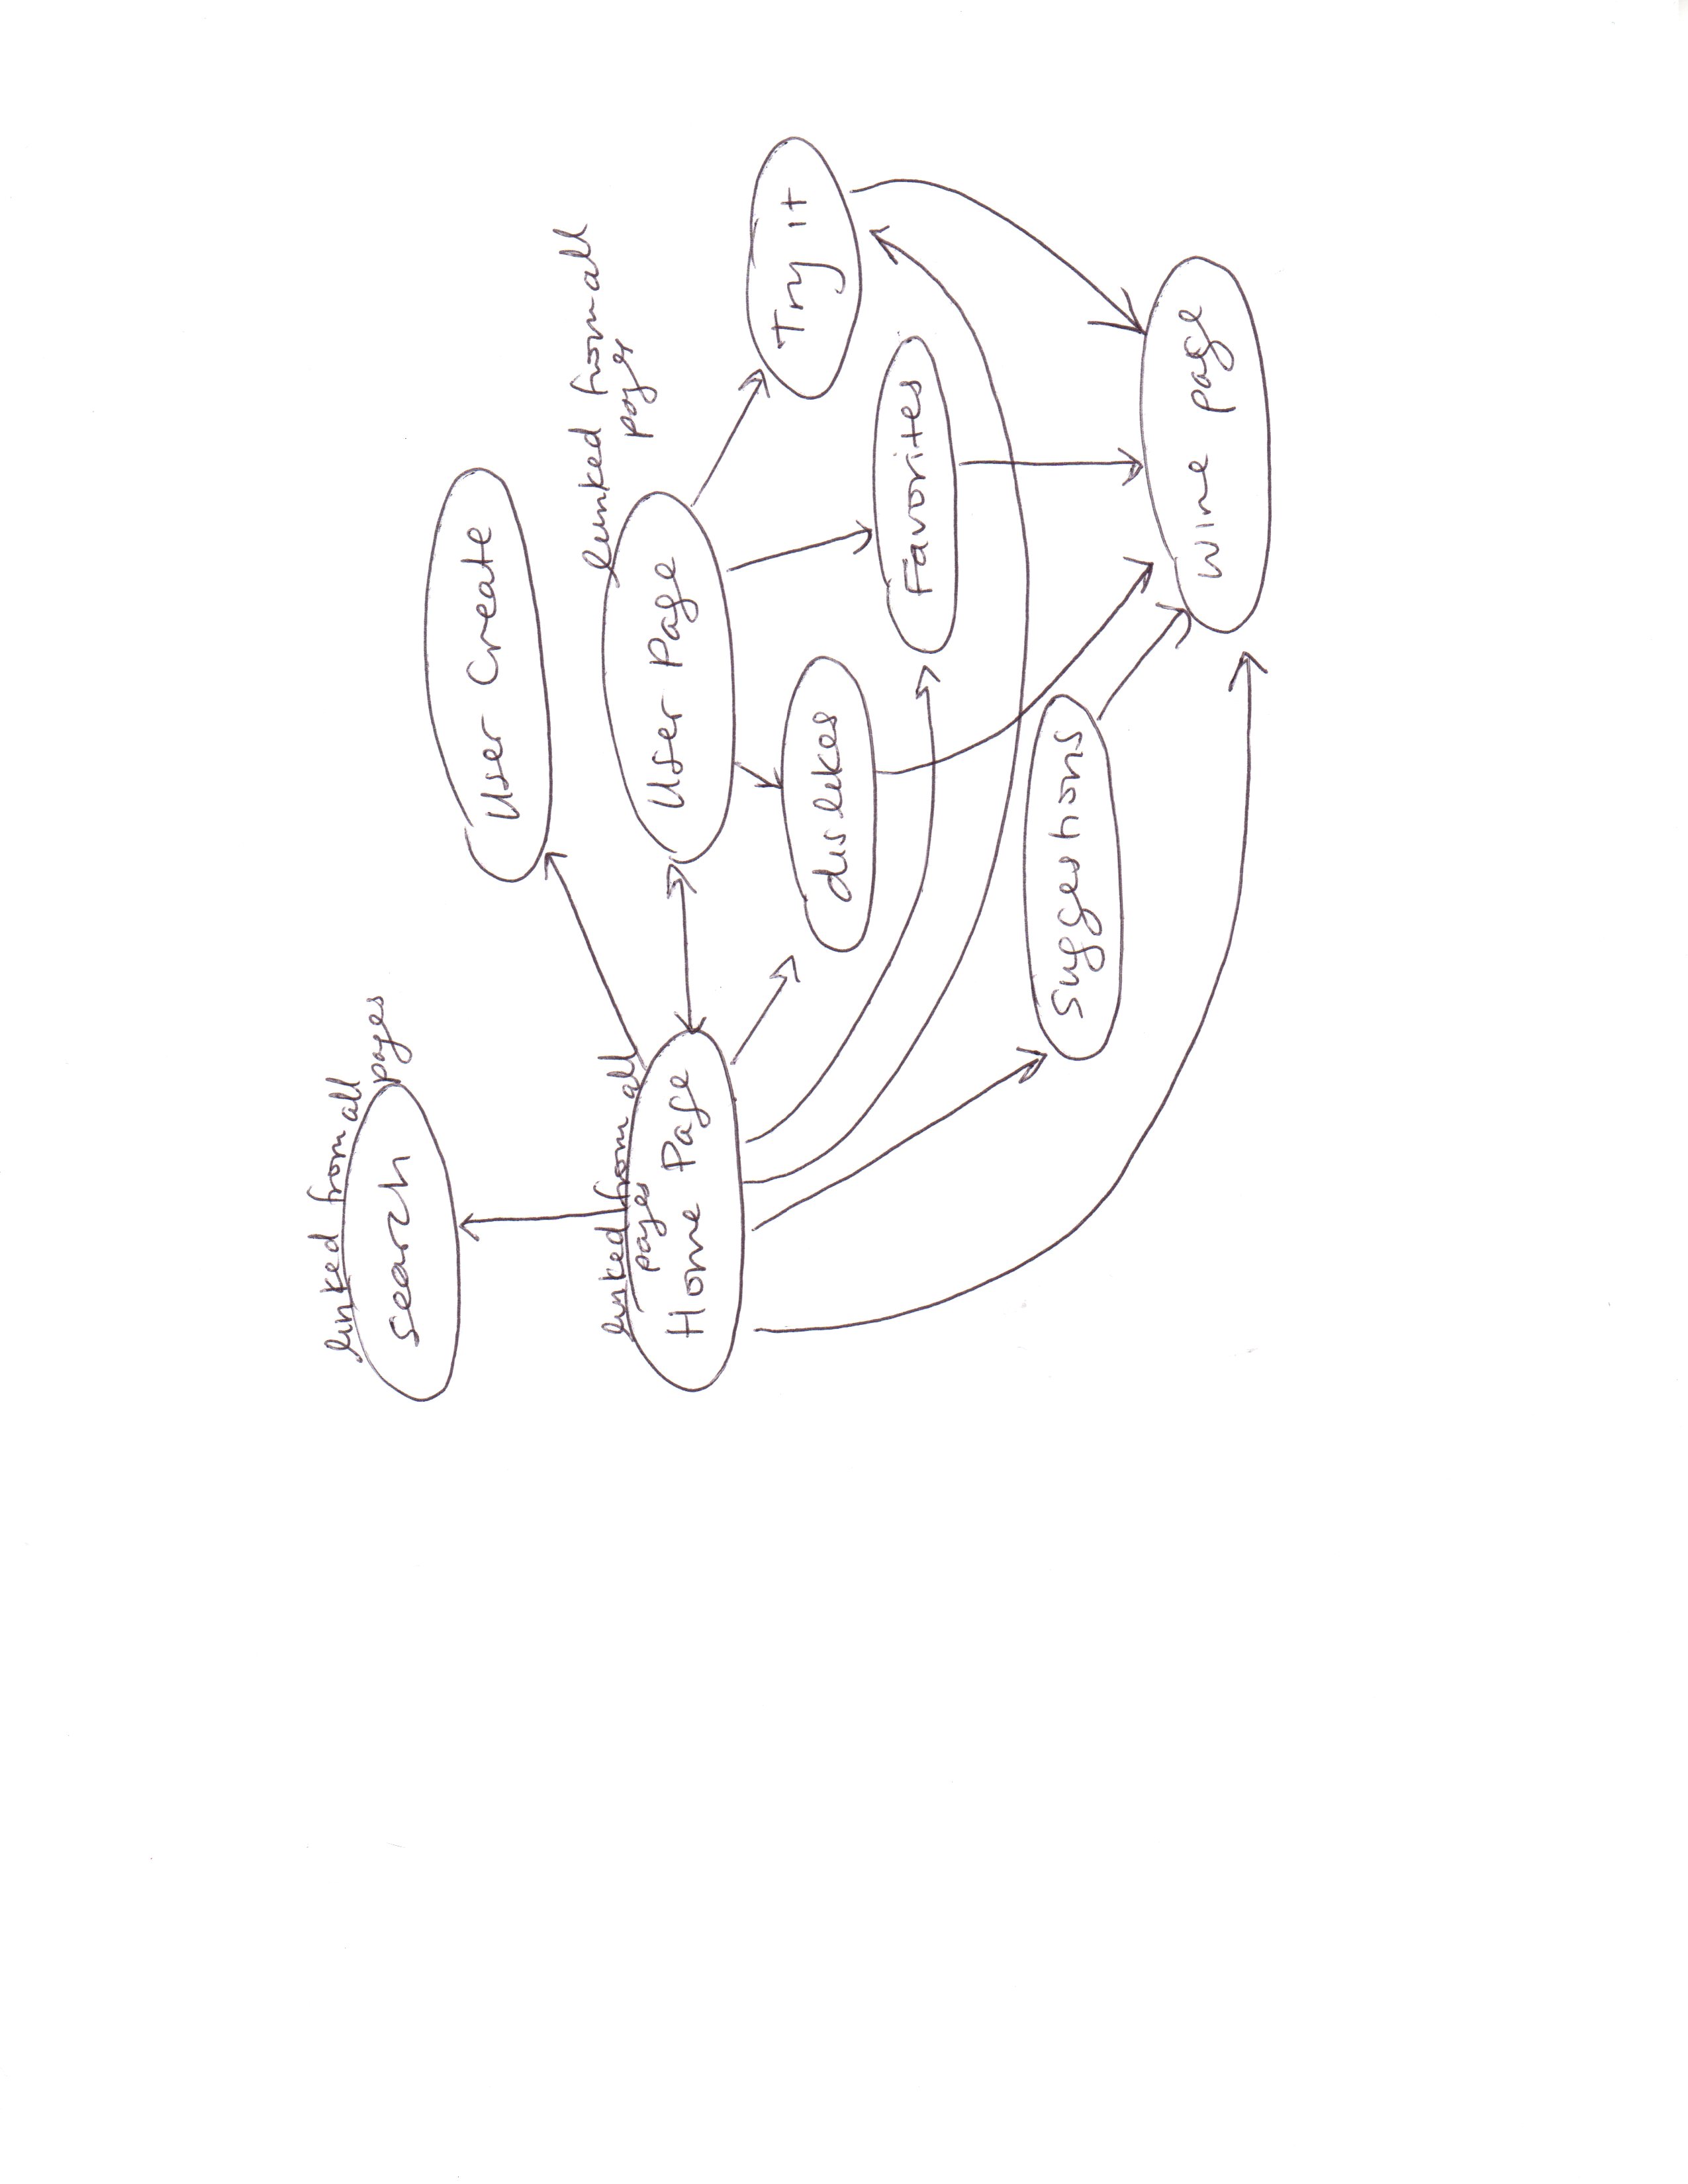 linked from all
pages
search
User Create
linked from all
pages
Home Page
linked from all
pages
User Page
Try it
dislikes
Favorites
suggestions
wine page